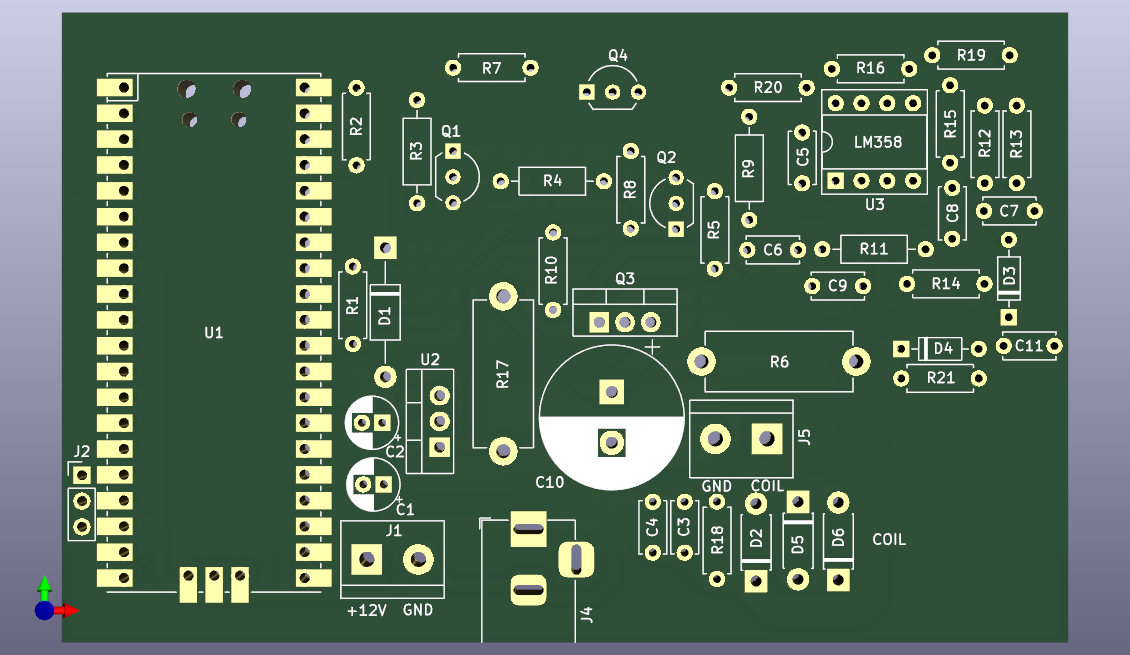 Q4
R19
R7
R16
R20
R2
R3
Q1
R15
R12
R13
LM358
C5
Q2
R9
R4
R8
U3
C8
C7
R5
R11
C6
R10
Q3
D3
R14
C9
R1
D1
U1
C11
D4
U2
R6
R17
R21
J5
C2
J2
C10
GND
COIL
C1
J1
C4
C3
R18
D2
D5
D6
COIL
+12V
GND
J4